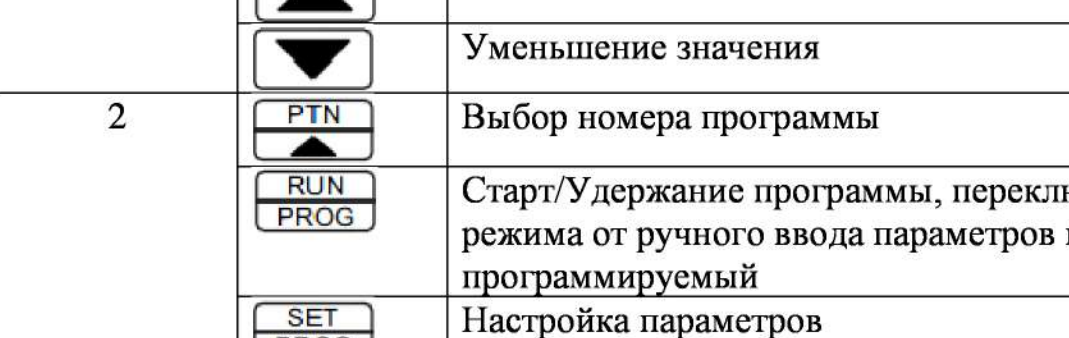 Уменьшение значения
2
PTN
Выбор номера программы
RUN
PROG
Старт/Удержание программы,
режима от ручного ввода параметров
программируемый
SET
Настройка параметров